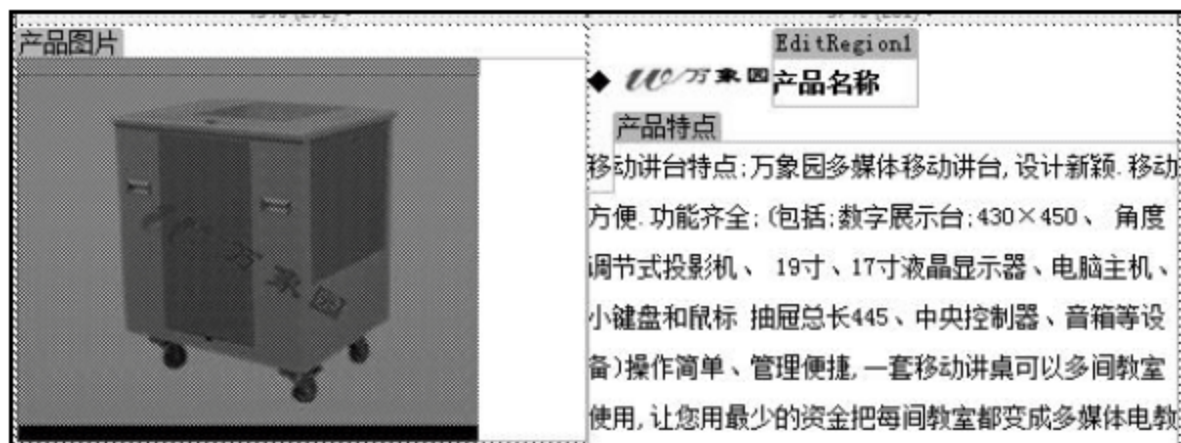 产品图片
EditRegion1
◆ W 万象园 产品名称
产品特点
移动讲台特点;万象园多媒体移动讲台,设计新颖.移动
方便.功能齐全;(包括;数字展示台;430×450、 角度
调节式投影机、 19寸、17寸液晶显示器、电脑主机、
小键盘和鼠标 抽屉总长445、中央控制器、音箱等设
备)操作简单、管理便捷,一套移动讲桌可以多间教室
使用,让您用最少的资金把每间教室都变成多媒体电教
万象园